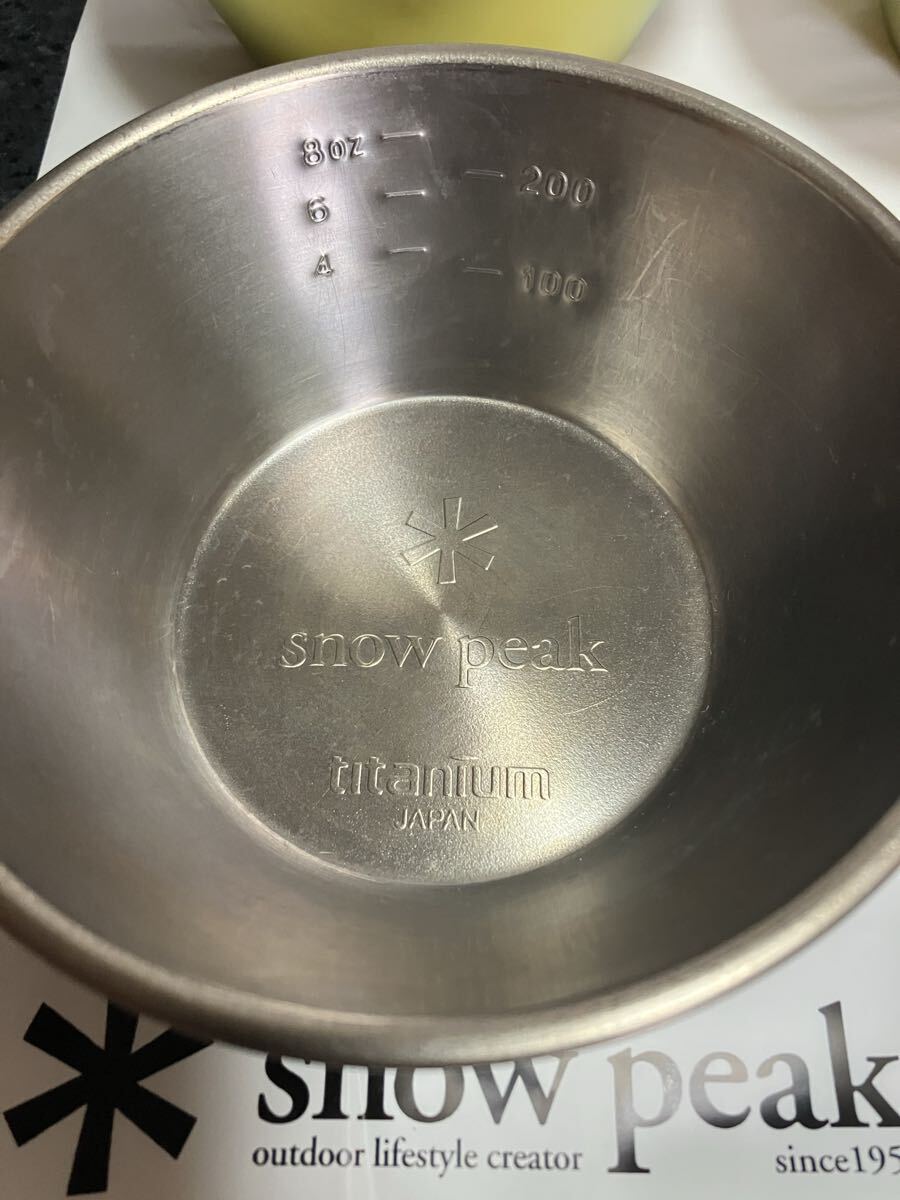 8oz
200
6
4
100
snow peak
titanium
JAPAN
snow peak
outdoor lifestyle creator
since195